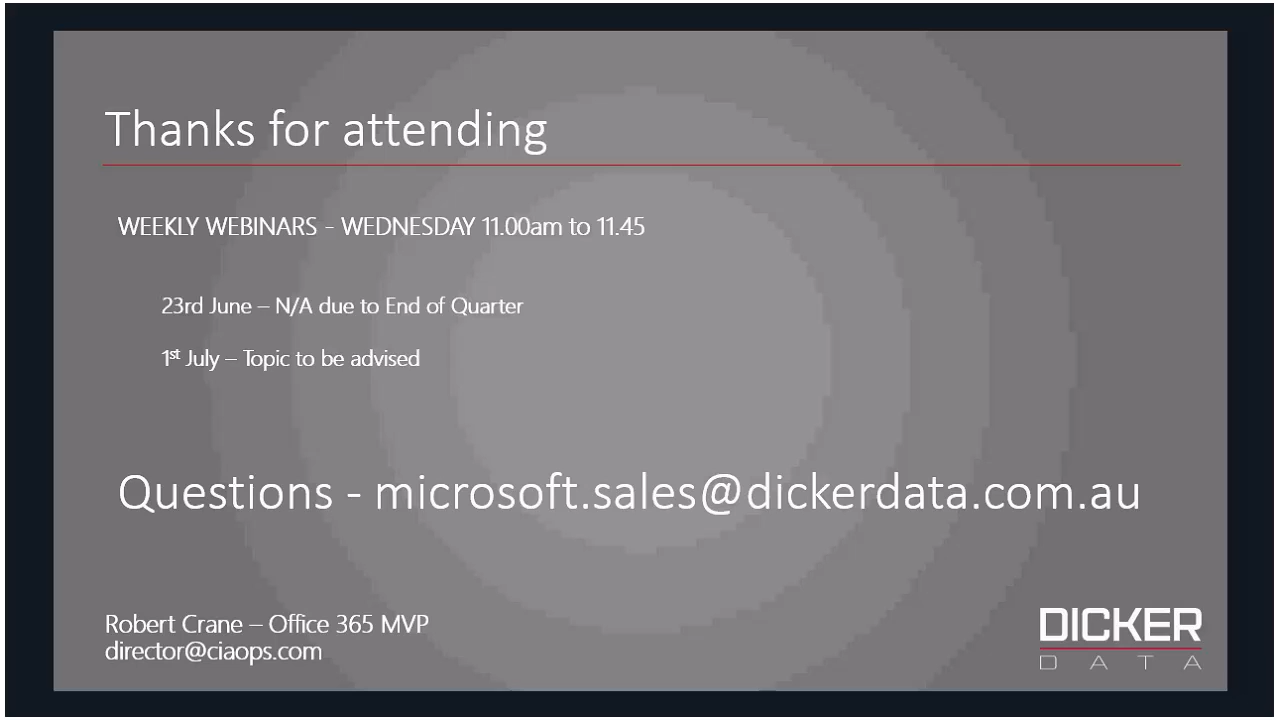 Thanks for attending
WEEKLY WEBINARS - WEDNESDAY 11.00am to 11.45
23rd June – N/A due to End of Quarter
1st July – Topic to be advised
Questions - microsoft.sales@dickerdata.com.au
Robert Crane – Office 365 MVP
director@ciaops.com
DICKER
DATA